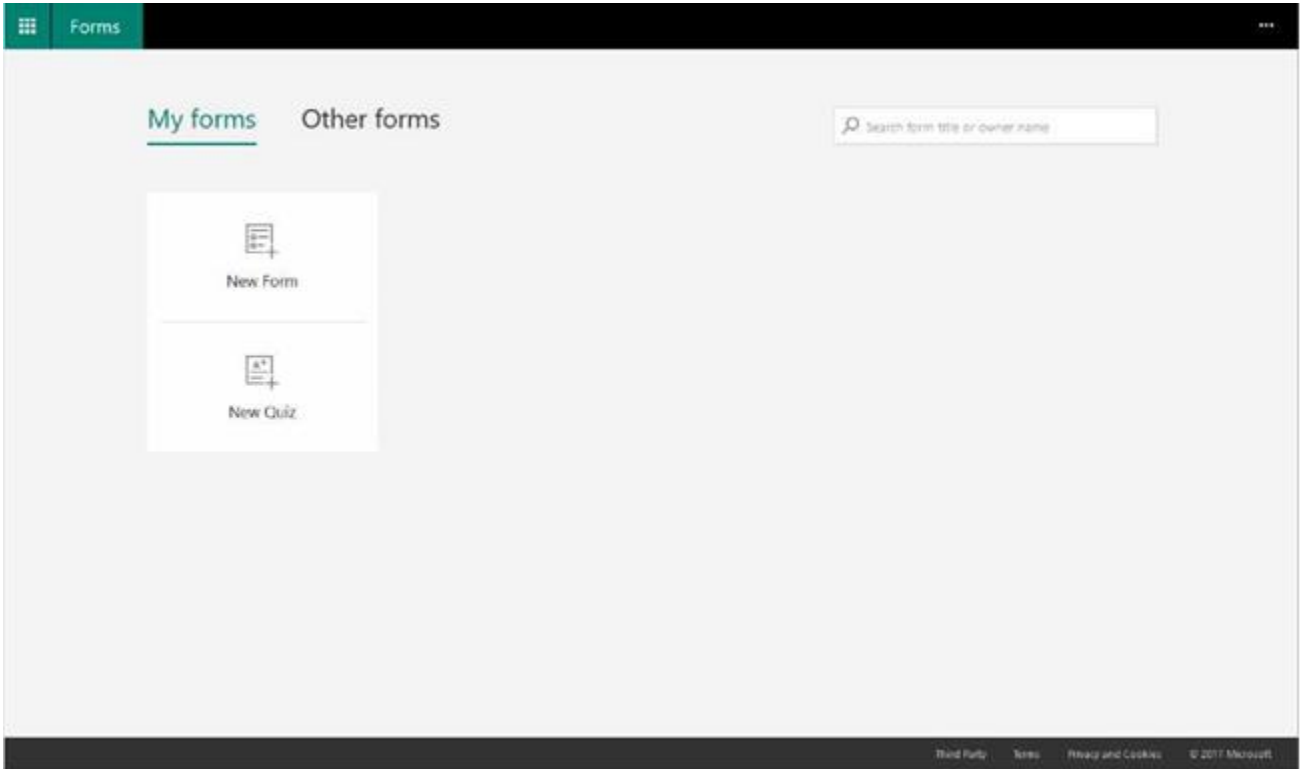 Forms
My forms Other forms
Search form title or owner name
New Form
New Quiz
Third Party Terms Privacy and Cookies © 2017 Microsoft